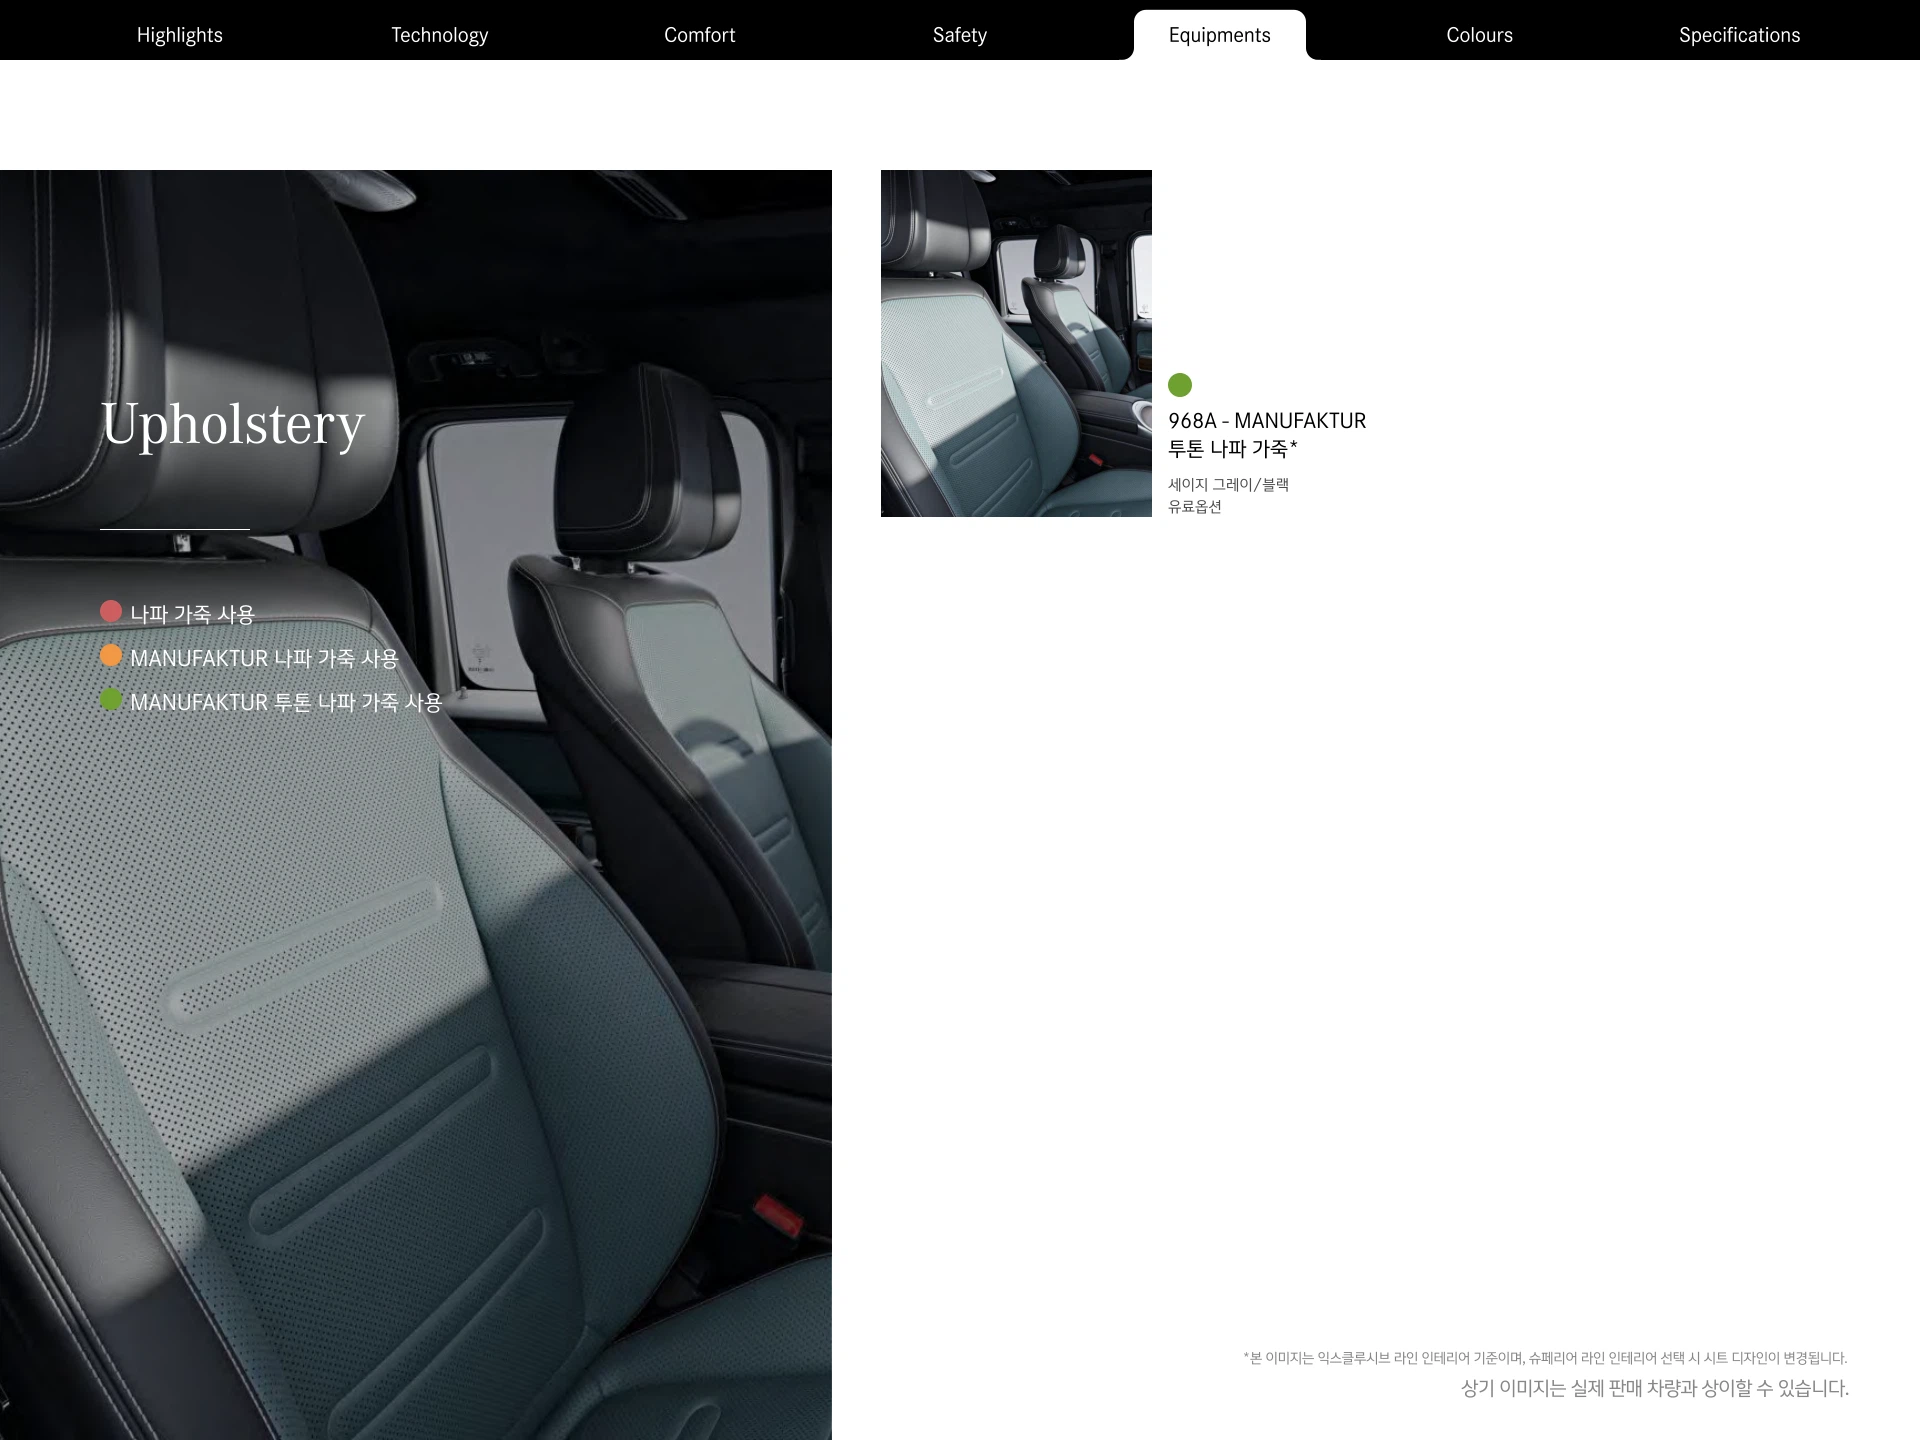 Highlights
Technology
Comfort
Safety
Equipments
Colours
Specifications
Upholstery
나파 가죽 사용
MANUFAKTUR 나파 가죽 사용
MANUFAKTUR 투톤 나파 가죽 사용
968A - MANUFAKTUR
투톤 나파 가죽*
세이지 그레이/블랙
유료옵션
*본 이미지는 익스클루시브 라인 인테리어 기준이며, 슈페리어 라인 인테리어 선택 시 시트 디자인이 변경됩니다.
상기 이미지는 실제 판매 차량과 상이할 수 있습니다.